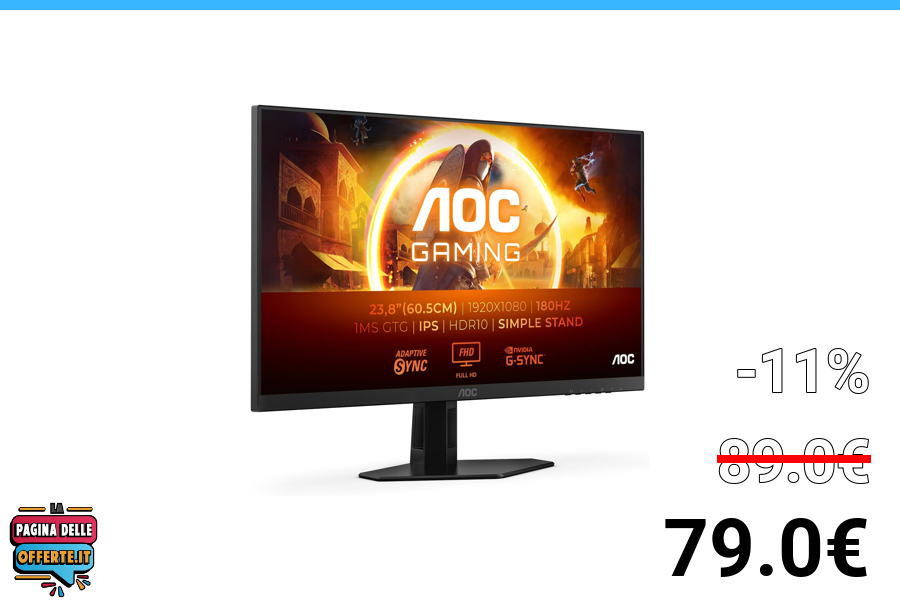 AOC
GAMING
23,8"(60.5CM) | 1920X1080 | 180HZ
1MS GTG | IPS | HDR10 | SIMPLE STAND
ADAPTIVE
SYNC
FHD
FULL HD
NVIDIA
G-SYNC
AOC
AOC
-11%
89.0€
79.0€
LA
PAGINA DELLE
OFFERTE.IT